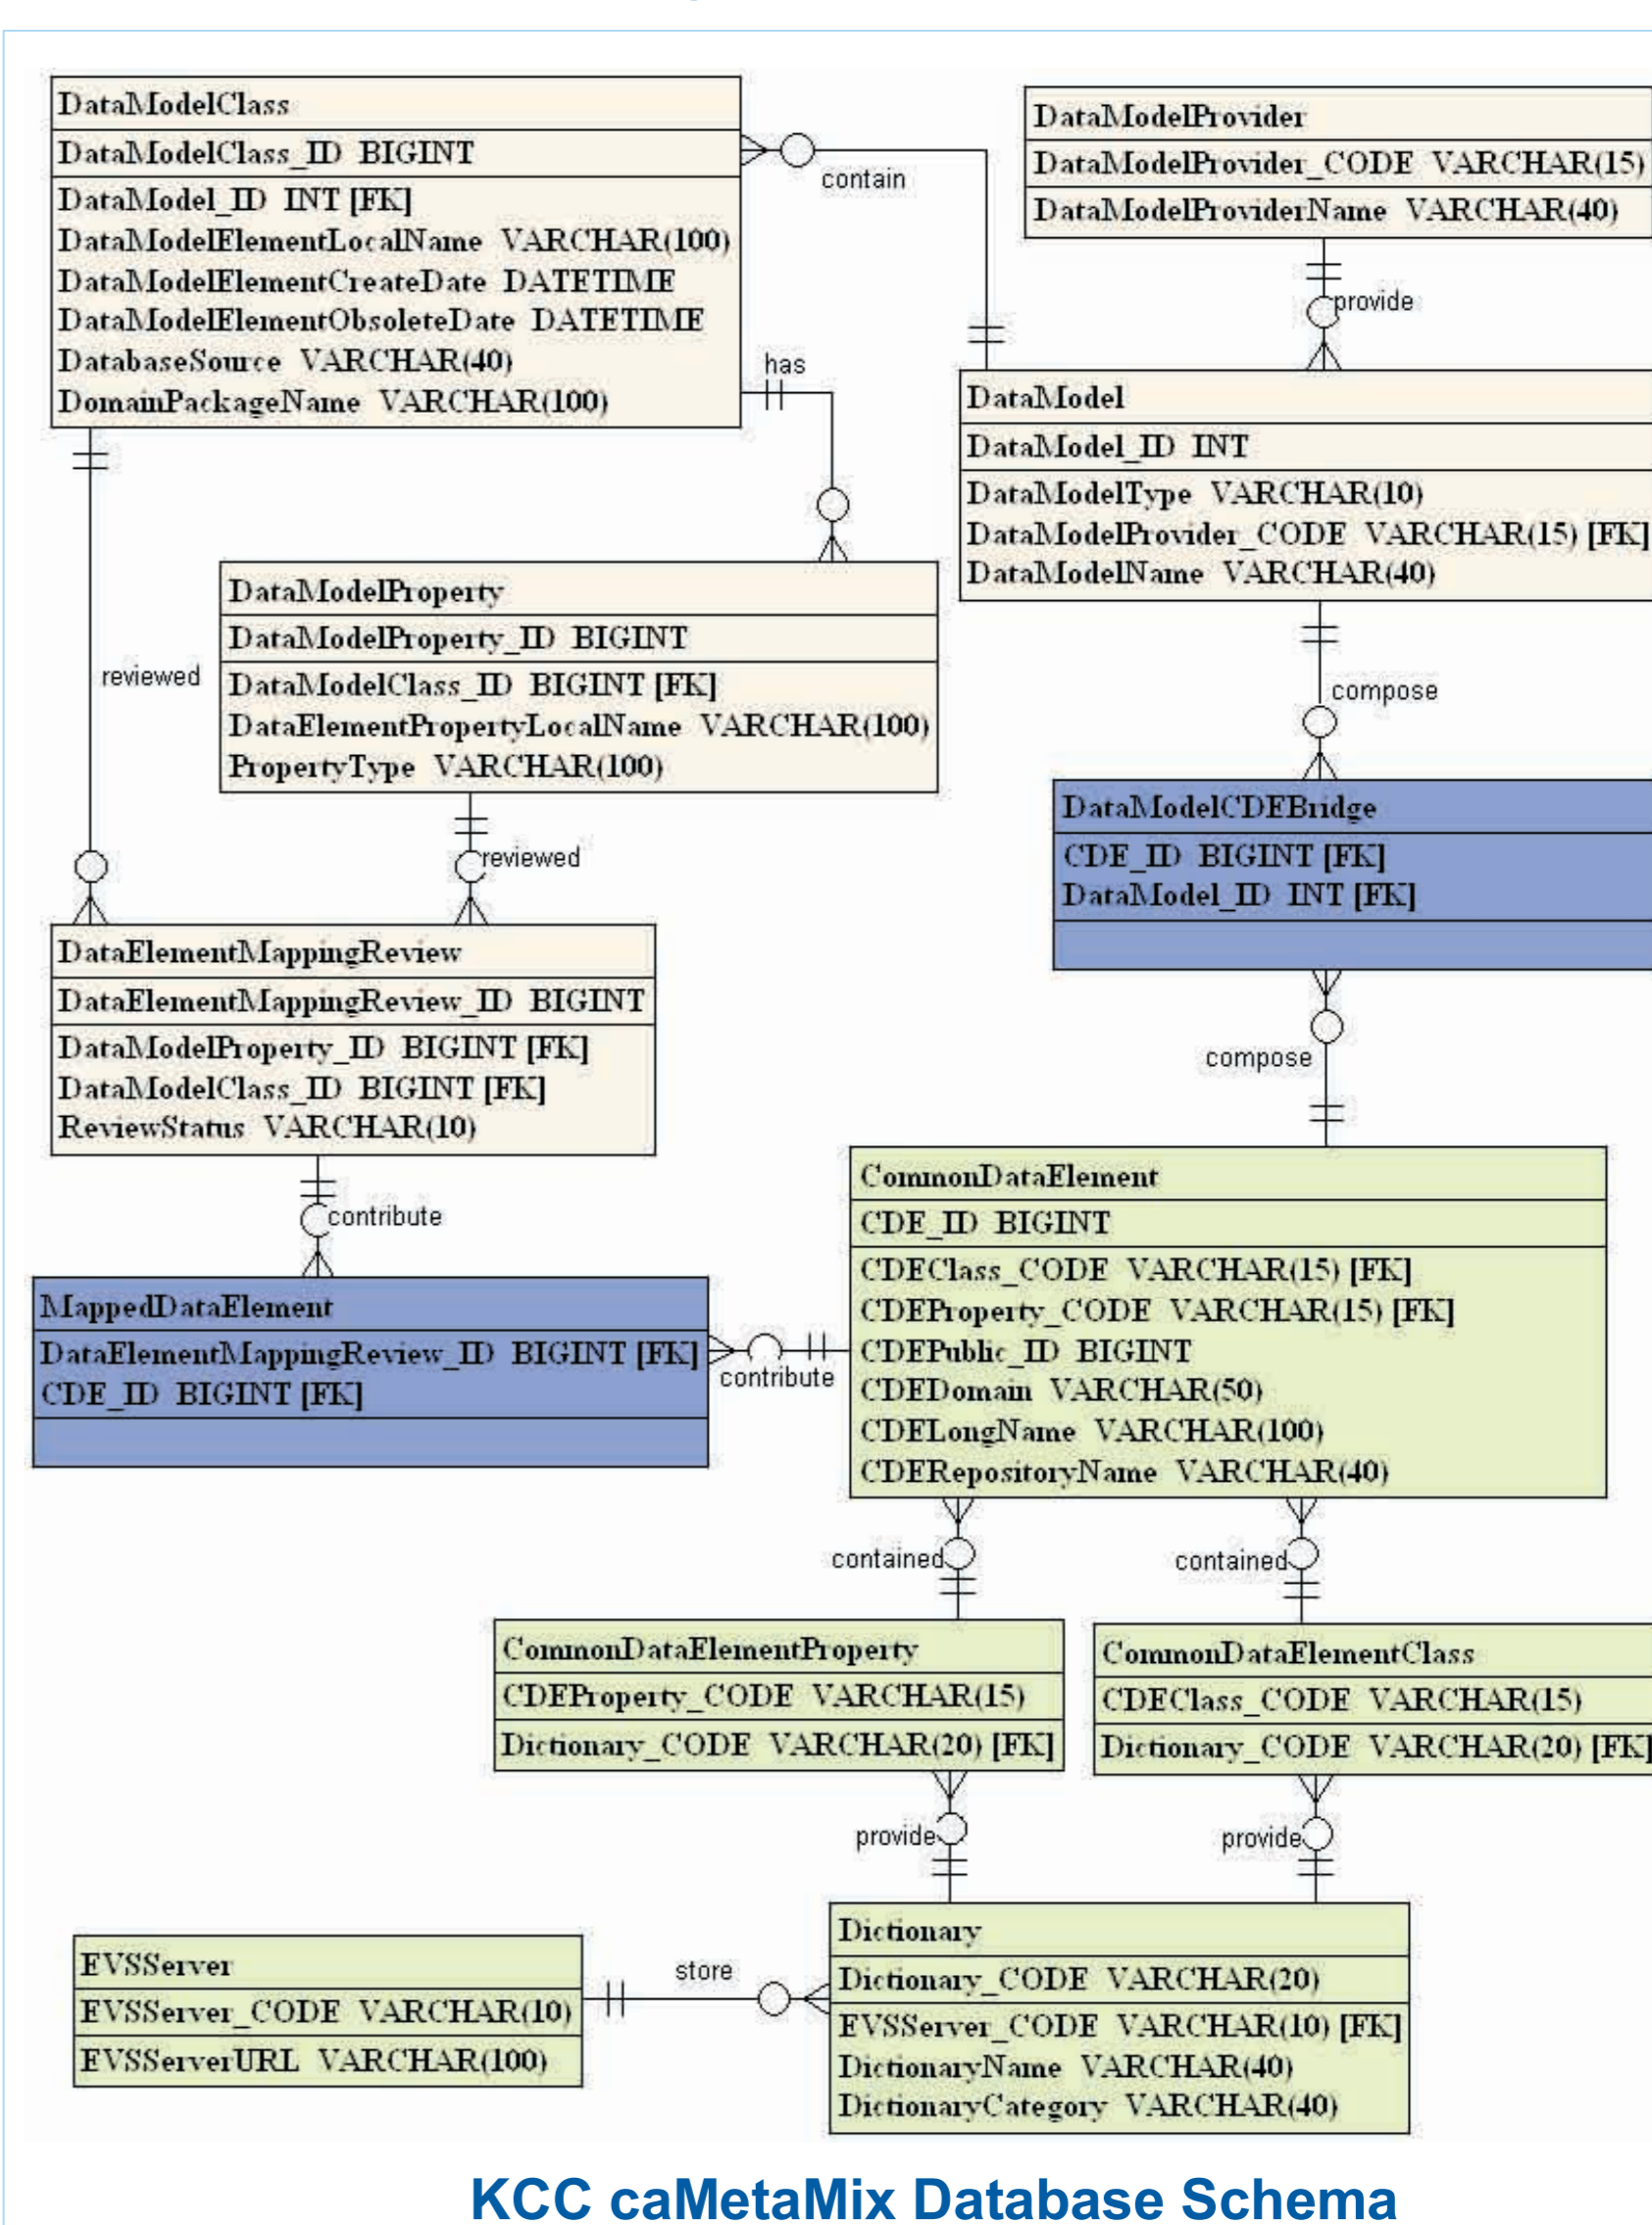 DataModelClass
DataModelClass_ID BIGINT
DataModel_ID INT [FK]
DataModelElementLocalName VARCHAR(100)
DataModelElementCreateDate DATETIME
DataModelElementObsoleteDate DATETIME
DatabaseSource VARCHAR(40)
DomainPackageName VARCHAR(100)
contain
DataModelProvider
DataModelProvider_CODE VARCHAR(15)
DataModelProviderName VARCHAR(40)
provide
has
DataModel
DataModel_ID INT
DataModelType VARCHAR(10)
DataModelProvider_CODE VARCHAR(15) [FK]
DataModelName VARCHAR(40)
DataModelProperty
DataModelProperty_ID BIGINT
DataModelClass_ID BIGINT [FK]
DataElementPropertyLocalName VARCHAR(100)
PropertyType VARCHAR(100)
reviewed
reviewed
compose
DataModelCDEBridge
CDE_ID BIGINT [FK]
DataModel_ID INT [FK]
compose
DataElementMappingReview
DataElementMappingReview_ID BIGINT
DataModelProperty_ID BIGINT [FK]
DataModelClass_ID BIGINT [FK]
ReviewStatus VARCHAR(10)
contribute
MappedDataElement
DataElementMappingReview_ID BIGINT [FK]
CDE_ID BIGINT [FK]
contribute
CommonDataElement
CDE_ID BIGINT
CDEClass_CODE VARCHAR(15) [FK]
CDEProperty_CODE VARCHAR(15) [FK]
CDEPublic_ID BIGINT
CDEDomain VARCHAR(50)
CDELongName VARCHAR(100)
CDERepositoryName VARCHAR(40)
contained
contained
CommonDataElementProperty
CDEProperty_CODE VARCHAR(15)
Dictionary_CODE VARCHAR(20) [FK]
CommonDataElementClass
CDEClass_CODE VARCHAR(15)
Dictionary_CODE VARCHAR(20) [FK]
provide
provide
EVSServer
EVSServer_CODE VARCHAR(10)
EVSServerURL VARCHAR(100)
store
Dictionary
Dictionary_CODE VARCHAR(20)
EVSServer_CODE VARCHAR(10) [FK]
DictionaryName VARCHAR(40)
DictionaryCategory VARCHAR(40)
KCC caMetaMix Database Schema